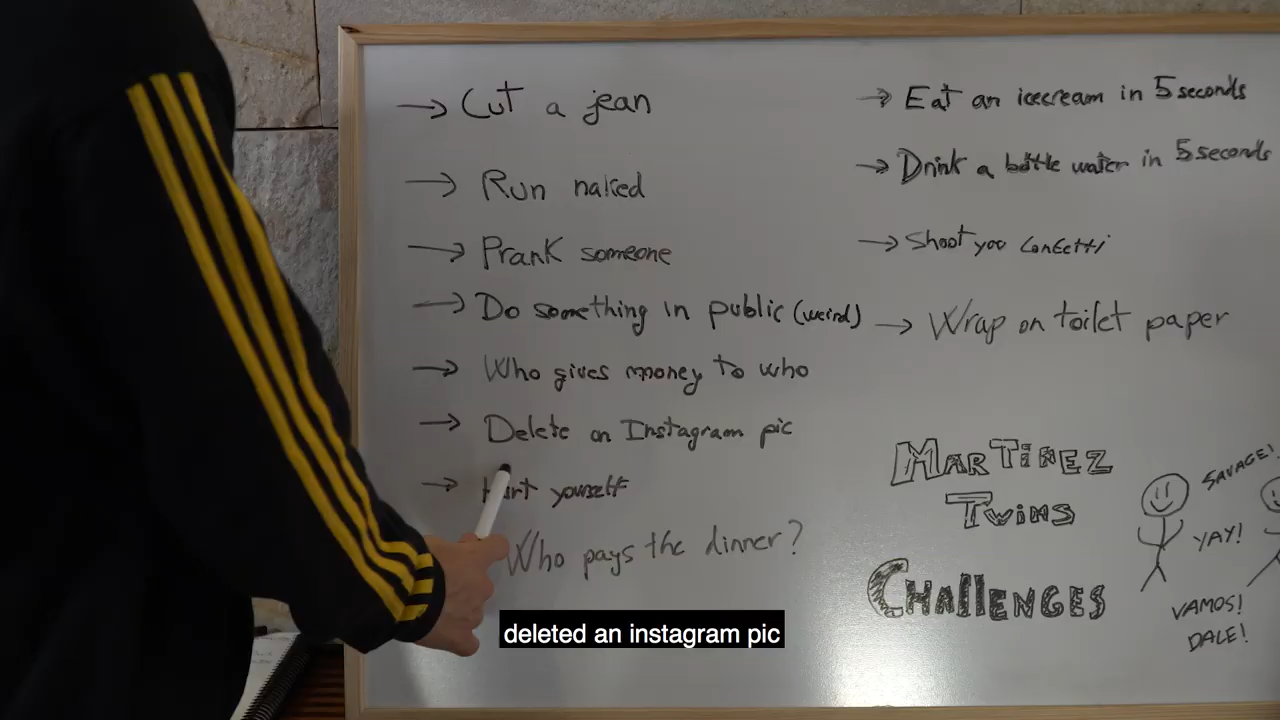 → Cut a jean
→ Run naked
→ Prank someone
→ Do something in public (weird)
→ Who gives money to who
→ Delete an Instagram pic
→ Hurt yourself
Who pays the dinner?
→ Eat an icecream in 5 seconds
→ Drink a bottle water in 5 seconds
→ Shoot you confetti
→ Wrap on toilet paper
MARTINEZ
TWINS
CHALLENGES
SAVAGE!
YAY!
VAMOS!
DALE!
deleted an instagram pic